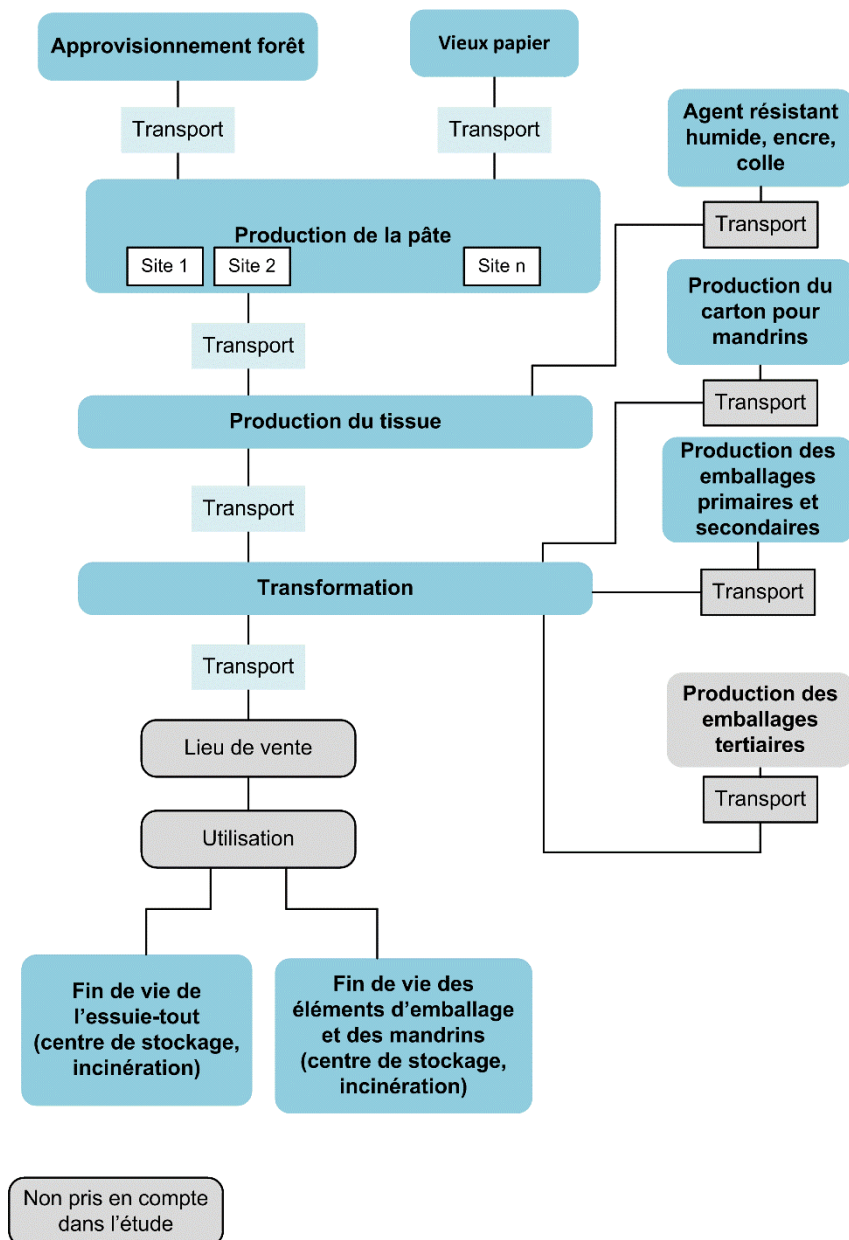 Approvisionnement forêt
Vieux papier
Transport
Transport
Agent résistant
humide, encre,
colle
Transport
Production de la pâte
Site 1
Site 2
Site n
Production du
carton pour
mandrins
Transport
Transport
Production du tissue
Production des
emballages
primaires et
secondaires
Transport
Transport
Transformation
Transport
Production des
emballages
tertiaires
Transport
Lieu de vente
Utilisation
Fin de vie de
l’essuie-tout
(centre de stockage,
incinération)
Fin de vie des
éléments d’emballage
et des mandrins
(centre de stockage,
incinération)
Non pris en compte
dans l’étude